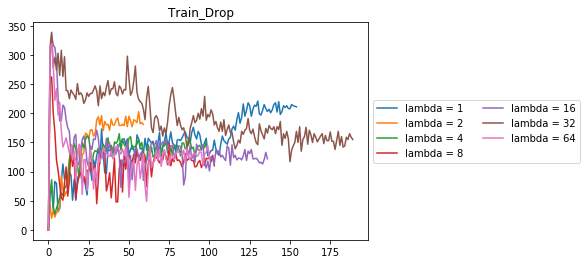 Train_Drop
350
300
250
200
150
100
50
0
0 25 50 75 100 125 150 175
lambda = 1 lambda = 16
lambda = 2 lambda = 32
lambda = 4 lambda = 64
lambda = 8